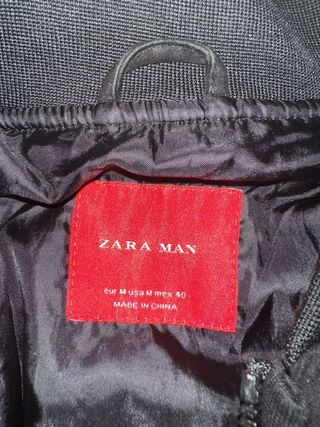 ZARA MAN
eur M usa M mex 40
MADE IN CHINA